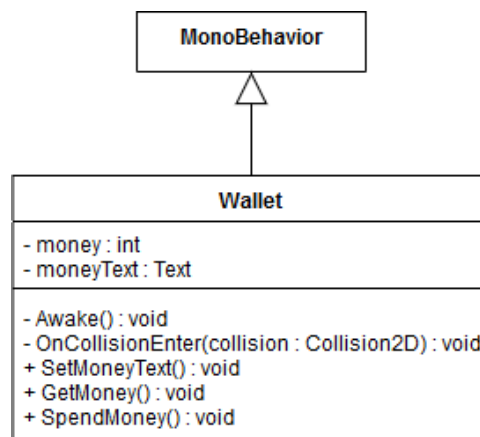 MonoBehavior
Wallet
- money : int
- moneyText : Text
- Awake() : void
- OnCollisionEnter(collision : Collision2D) : void
+ SetMoneyText() : void
+ GetMoney() : void
+ SpendMoney() : void